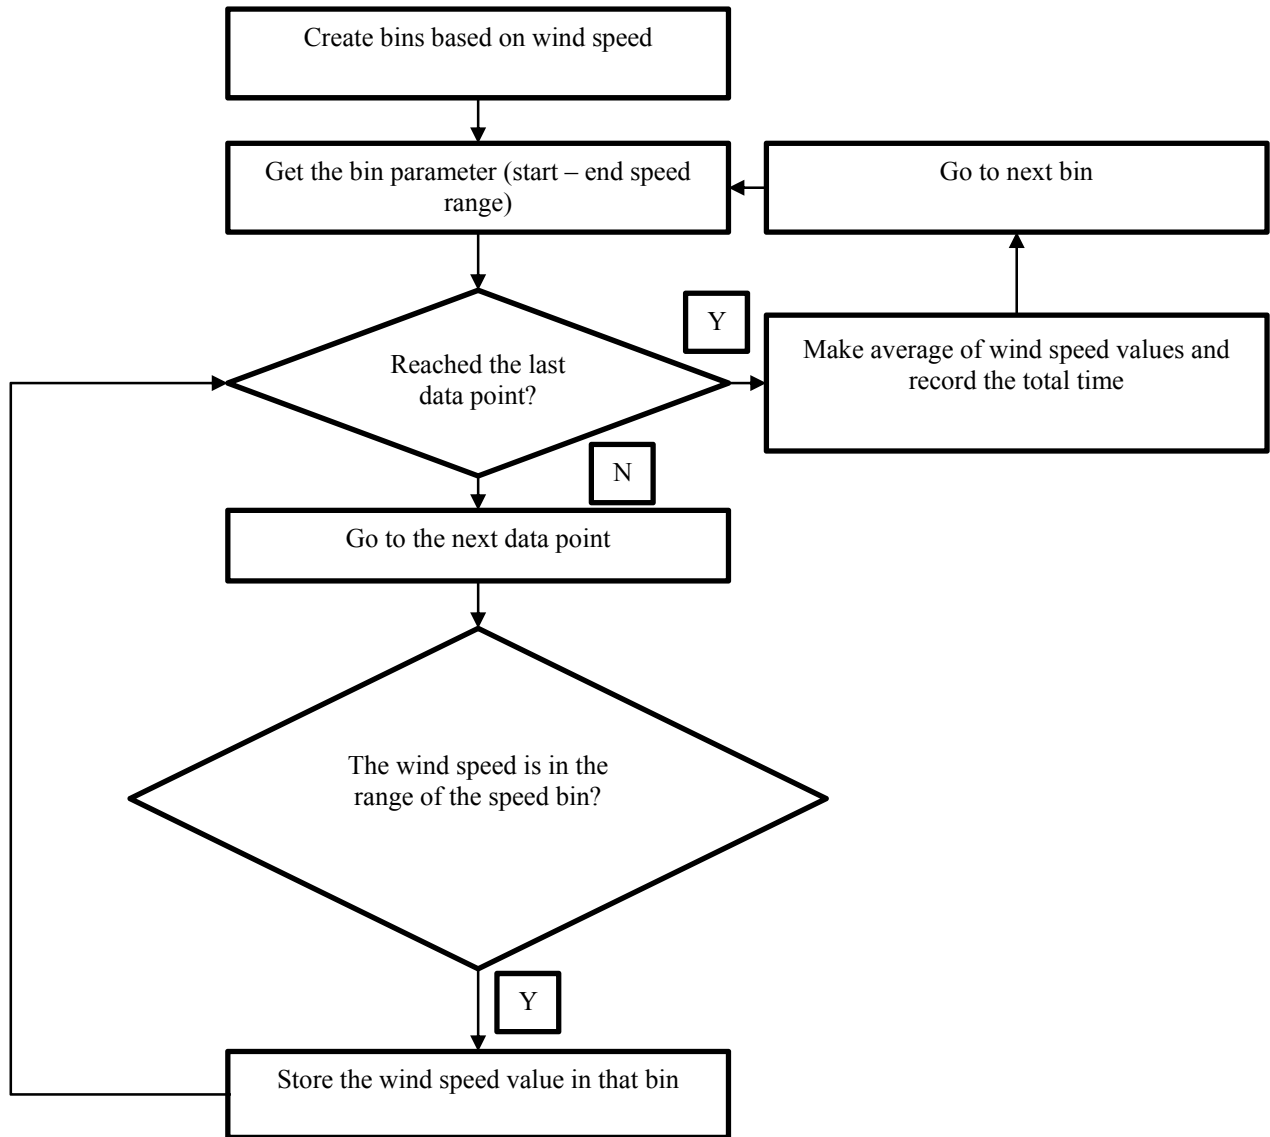 Create bins based on wind speed
Get the bin parameter (start – end speed
range)
Go to next bin
Reached the last
data point?
Y
Make average of wind speed values and
record the total time
N
Go to the next data point
The wind speed is in the
range of the speed bin?
Y
Store the wind speed value in that bin